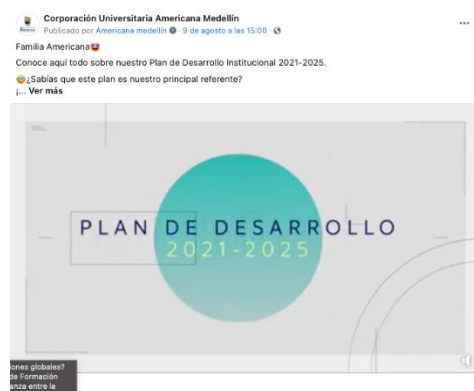 Corporación Universitaria Americana Medellín
Publicado por Americana medellín · 9 de agosto a las 15:00 ·
Familia Americana
Conoce aquí todo sobre nuestro Plan de Desarrollo Institucional 2021-2025.
¿Sabías que este plan es nuestro principal referente?
¡... Ver más
PLAN DE DESARROLLO
2021-2025
ones globales?
de Formación
anza entre la